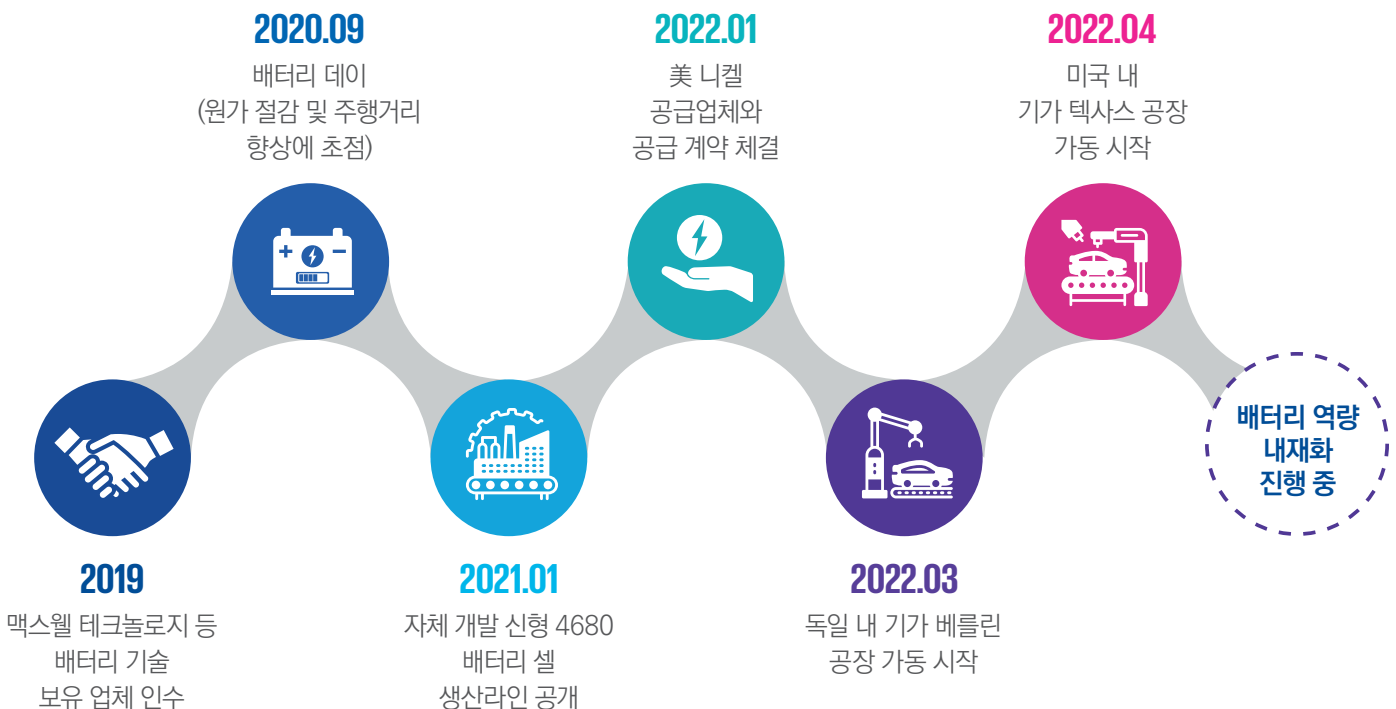 2019
맥스웰 테크놀로지 등
배터리 기술
보유 업체 인수
2020.09
배터리 데이
(원가 절감 및 주행거리
향상에 초점)
2021.01
자체 개발 신형 4680
배터리 셀
생산라인 공개
2022.01
美 니켈
공급업체와
공급 계약 체결
2022.03
독일 내 기가 베를린
공장 가동 시작
2022.04
미국 내
기가 텍사스 공장
가동 시작
배터리 역량
내재화
진행 중